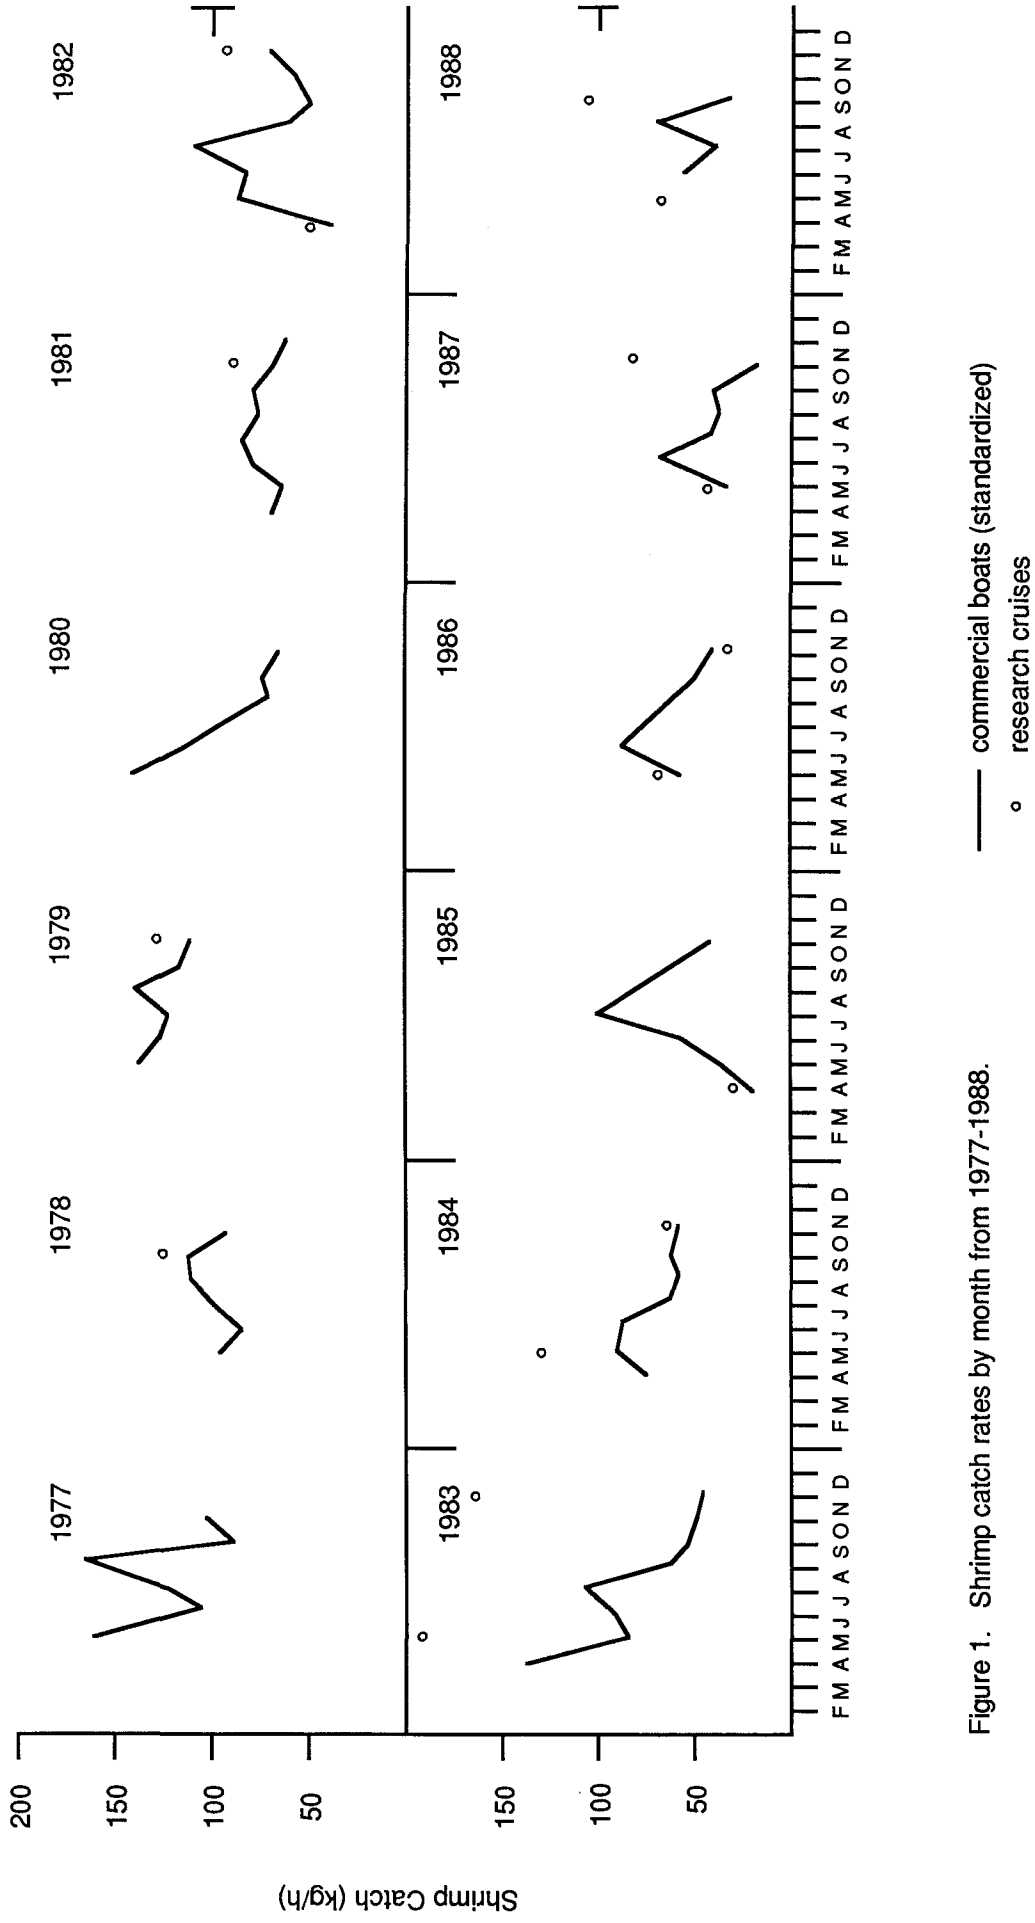 Shrimp Catch (kg/h)
200
150
100
50
1977
1978
1979
1980
1981
1982
150
100
50
1983
1984
1985
1986
1987
1988
F M A M J J A S O N D
F M A M J J A S O N D
F M A M J J A S O N D
F M A M J J A S O N D
F M A M J J A S O N D
F M A M J J A S O N D
commercial boats (standardized)
research cruises
Figure 1. Shrimp catch rates by month from 1977-1988.